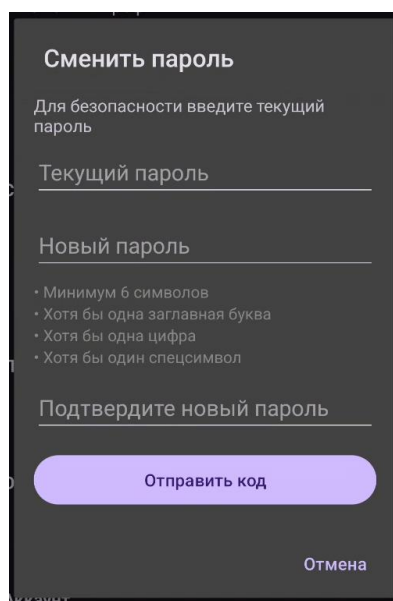 Сменить пароль
Для безопасности введите текущий
пароль
Текущий пароль
Новый пароль
• Минимум 6 символов
• Хотя бы одна заглавная буква
• Хотя бы одна цифра
• Хотя бы один спецсимвол
Подтвердите новый пароль
Отправить код
Отмена